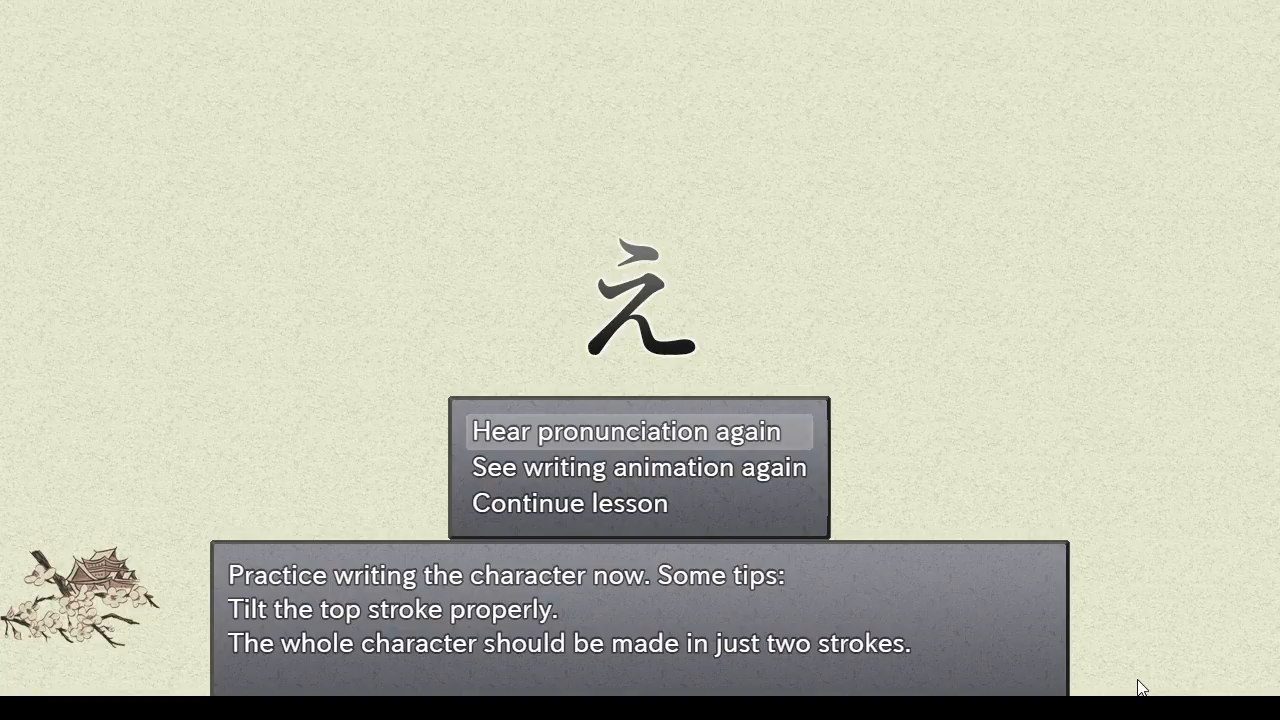 え
Hear pronunciation again
See writing animation again
Continue lesson
Practice writing the character now. Some tips:
Tilt the top stroke properly.
The whole character should be made in just two strokes.